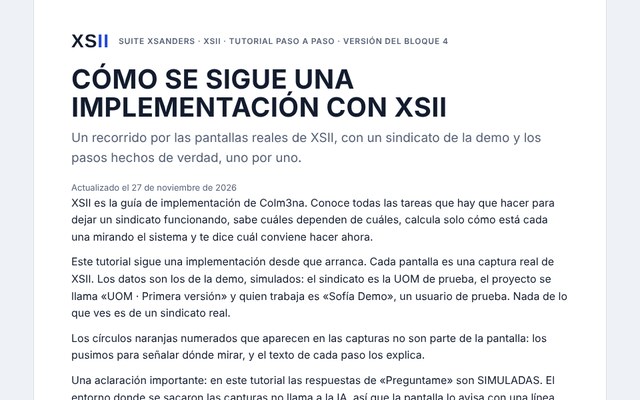 XSII SUITE XSANDERS · XSII · TUTORIAL PASO A PASO · VERSIÓN DEL BLOQUE 4
CÓMO SE SIGUE UNA
IMPLEMENTACIÓN CON XSII
Un recorrido por las pantallas reales de XSII, con un sindicato de la demo y los
pasos hechos de verdad, uno por uno.
Actualizado el 27 de noviembre de 2026
XSII es la guía de implementación de Colm3na. Conoce todas las tareas que hay que hacer para
dejar un sindicato funcionando, sabe cuáles dependen de cuáles, calcula solo cómo está cada
una mirando el sistema y te dice cuál conviene hacer ahora.
Este tutorial sigue una implementación desde que arranca. Cada pantalla es una captura real de
XSII. Los datos son los de la demo, simulados: el sindicato es la UOM de prueba, el proyecto se
llama «UOM · Primera versión» y quien trabaja es «Sofía Demo», un usuario de prueba. Nada de lo
que ves es de un sindicato real.
Los círculos naranjas numerados que aparecen en las capturas no son parte de la pantalla: los
pusimos para señalar dónde mirar, y el texto de cada paso los explica.
Una aclaración importante: en este tutorial las respuestas de «Preguntame» son SIMULADAS. El
entorno donde se sacaron las capturas no llama a la IA, así que la pantalla lo avisa con una línea